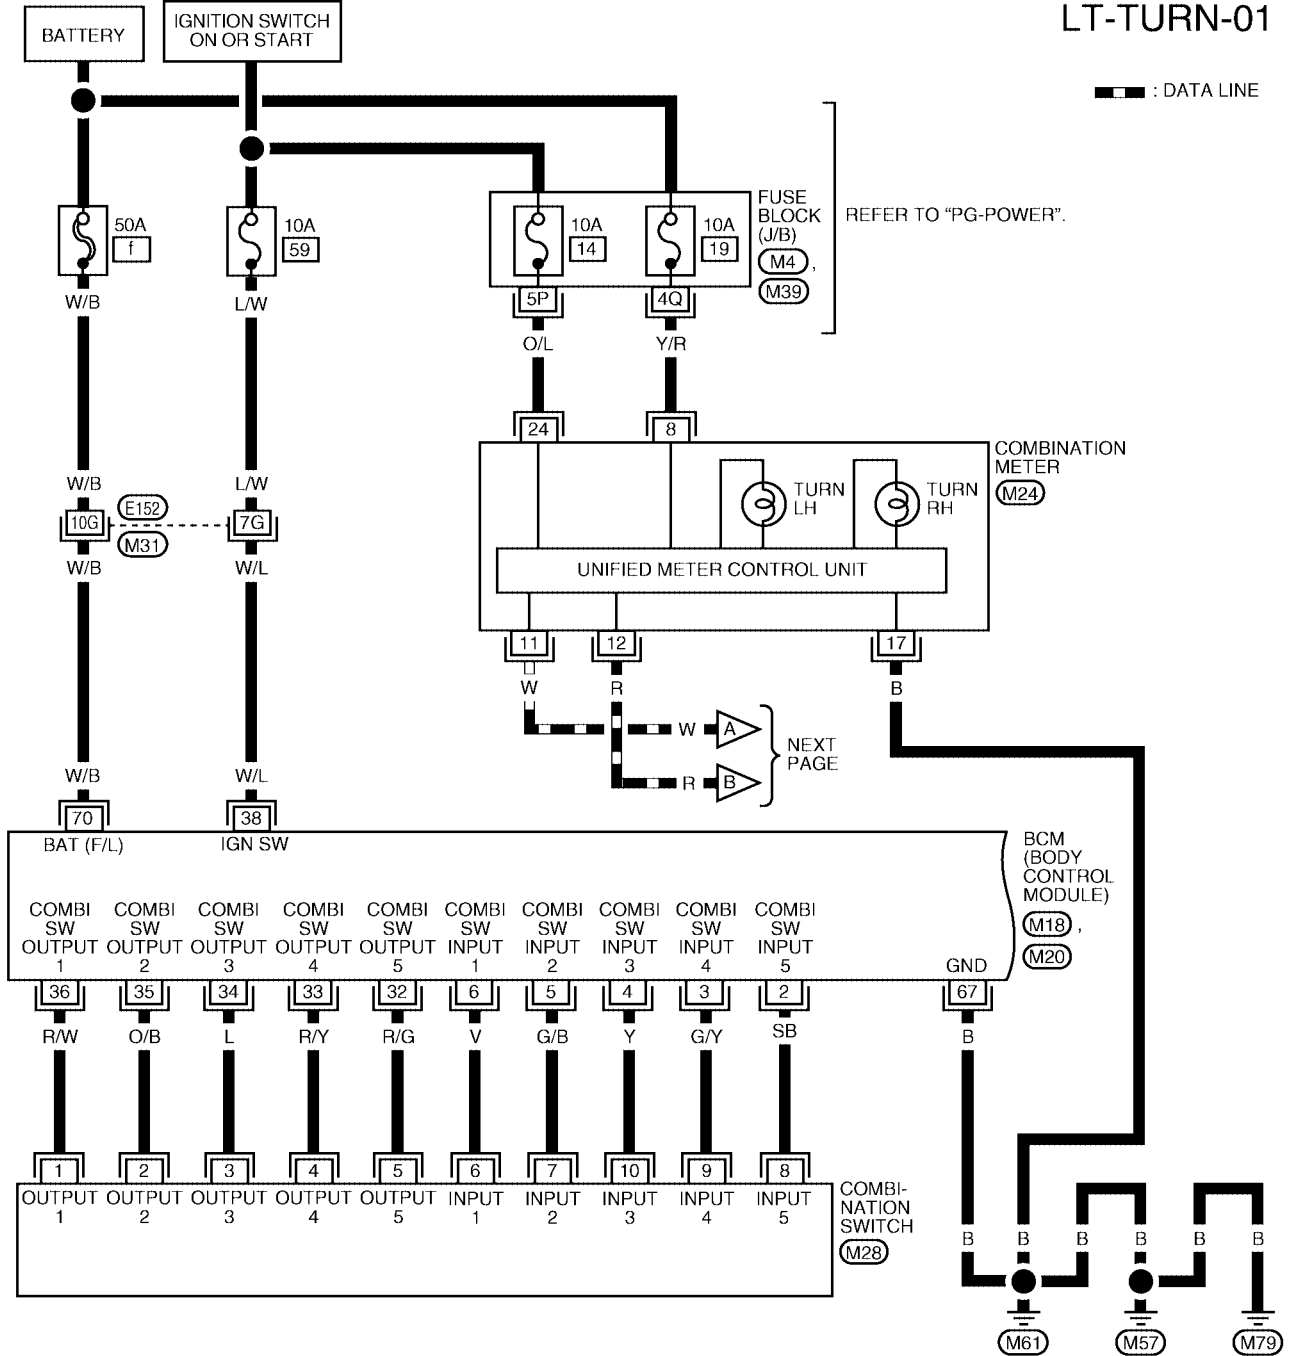 LT-TURN-01
BATTERY
IGNITION SWITCH
ON OR START
: DATA LINE
50A
f
10A
59
10A
14
10A
19
FUSE
BLOCK
(J/B)
M4 ,
M39
REFER TO “PG-POWER”.
W/B
L/W
5P
4Q
O/L
Y/R
24
8
COMBINATION
METER
M24
TURN
LH
TURN
RH
W/B
L/W
10G
E152
M31
7G
W/B
W/L
UNIFIED METER CONTROL UNIT
11
12
17
W
R
B
W
A
R
B
NEXT
PAGE
W/B
W/L
70
38
BAT (F/L)
IGN SW
BCM
(BODY
CONTROL
MODULE)
M18 ,
M20
COMBI
SW
OUTPUT
1
COMBI
SW
OUTPUT
2
COMBI
SW
OUTPUT
3
COMBI
SW
OUTPUT
4
COMBI
SW
OUTPUT
5
COMBI
SW
INPUT
1
COMBI
SW
INPUT
2
COMBI
SW
INPUT
3
COMBI
SW
INPUT
4
COMBI
SW
INPUT
5
GND
36
35
34
33
32
6
5
4
3
2
67
R/W
O/B
L
R/Y
R/G
V
G/B
Y
G/Y
SB
B
1
2
3
4
5
6
7
10
9
8
OUTPUT
1
OUTPUT
2
OUTPUT
3
OUTPUT
4
OUTPUT
5
INPUT
1
INPUT
2
INPUT
3
INPUT
4
INPUT
5
COMBI-
NATION
SWITCH
M28
B
B
B
B
B
B
M61
M57
M79